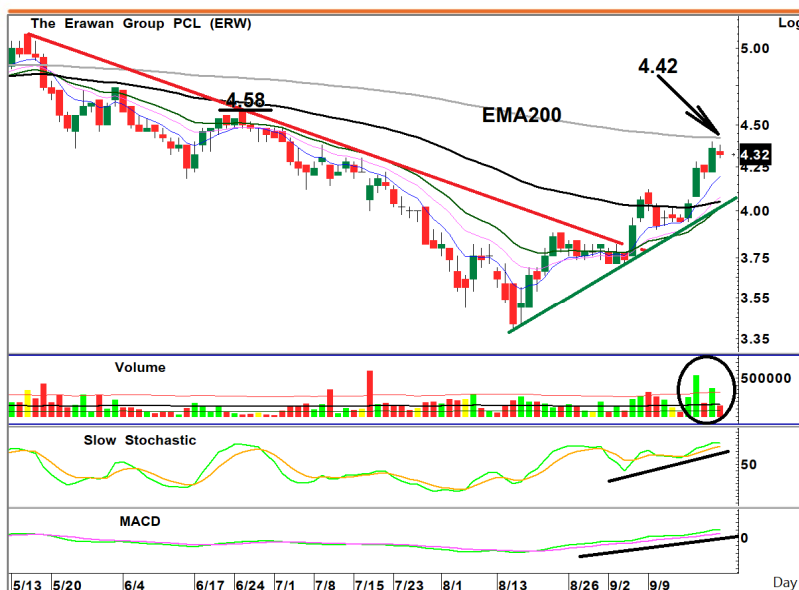 The Erawan Group PCL (ERW)
Log
5.00
4.42
4.58
EMA200
4.50
4.32
4.25
4.00
3.75
3.55
3.35
Volume
500000
Slow Stochastic
50
MACD
0
5/13 5/20 6/4 6/17 6/24 7/1 7/8 7/15 7/23 8/1 8/13 8/26 9/2 9/9 Day